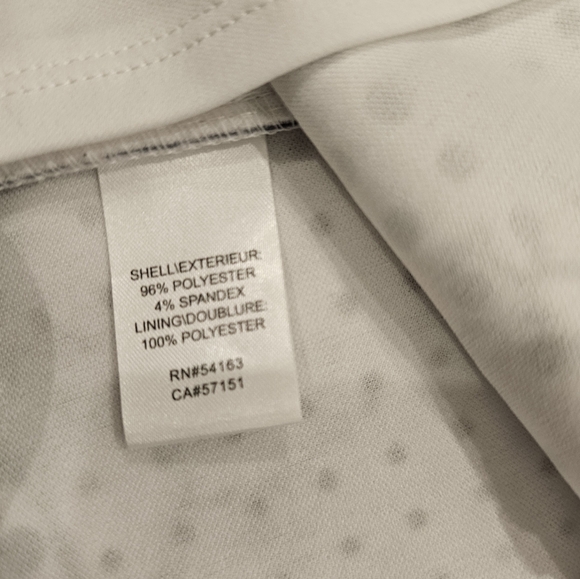 SHELL\EXTERIEUR:
96% POLYESTER
4% SPANDEX
LINING\DOUBLURE:
100% POLYESTER
RN#54163
CA#57151